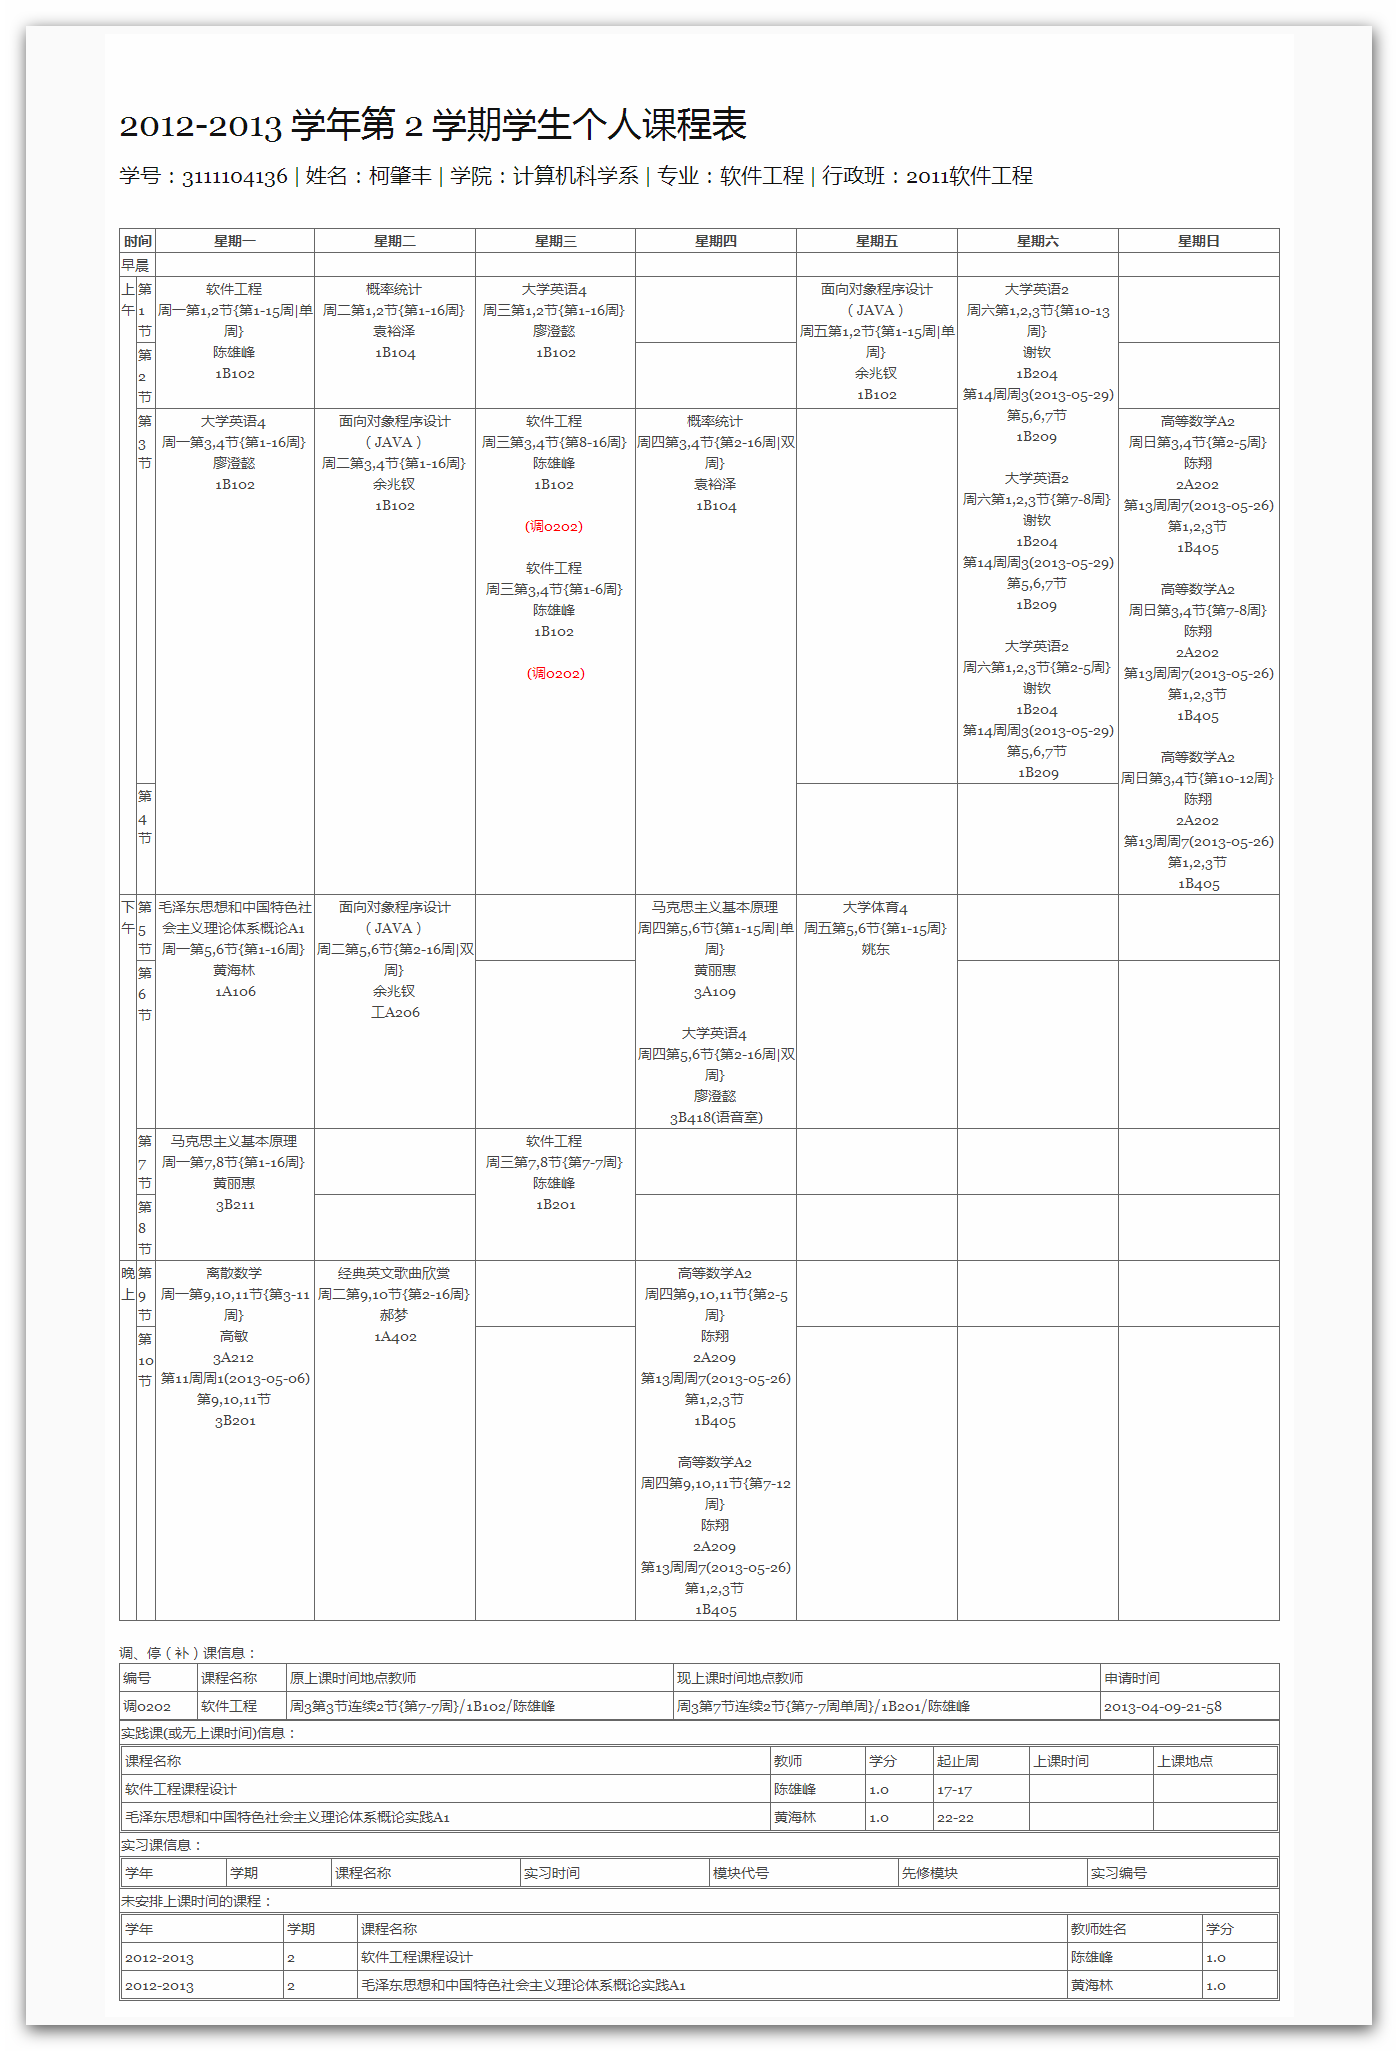 2012-2013 学年第 2 学期学生个人课程表
学号：3111104136 | 姓名：柯肇丰 | 学院：计算机科学系 | 专业：软件工程 | 行政班：2011软件工程
时间 星期一 星期二 星期三 星期四 星期五 星期六 星期日
早晨
上午
第1节
软件工程
周一第1,2节{第1-15周|单
周}
陈雄峰
1B102
概率统计
周二第1,2节{第1-16周}
袁裕泽
1B104
大学英语4
周三第1,2节{第1-16周}
廖澄懿
1B102
面向对象程序设计
（JAVA）
周五第1,2节{第1-15周|单
周}
余兆钗
1B102
大学英语2
周六第1,2,3节{第10-13
周}
谢钦
1B204
第14周周3(2013-05-29)
第5,6,7节
1B209
大学英语2
周六第1,2,3节{第7-8周}
谢钦
1B204
第14周周3(2013-05-29)
第5,6,7节
1B209
大学英语2
周六第1,2,3节{第2-5周}
谢钦
1B204
第14周周3(2013-05-29)
第5,6,7节
1B209
第2节
第3节
大学英语4
周一第3,4节{第1-16周}
廖澄懿
1B102
面向对象程序设计
（JAVA）
周二第3,4节{第1-16周}
余兆钗
1B102
软件工程
周三第3,4节{第8-16周}
陈雄峰
1B102
(调0202)
软件工程
周三第3,4节{第1-6周}
陈雄峰
1B102
(调0202)
概率统计
周四第3,4节{第2-16周|双
周}
袁裕泽
1B104
高等数学A2
周日第3,4节{第2-5周}
陈翔
2A202
第13周周7(2013-05-26)
第1,2,3节
1B405
高等数学A2
周日第3,4节{第7-8周}
陈翔
2A202
第13周周7(2013-05-26)
第1,2,3节
1B405
高等数学A2
周日第3,4节{第10-12周}
陈翔
2A202
第13周周7(2013-05-26)
第1,2,3节
1B405
第4节
下午
第5节
毛泽东思想和中国特色社
会主义理论体系概论A1
周一第5,6节{第1-16周}
黄海林
1A106
面向对象程序设计
（JAVA）
周二第5,6节{第2-16周|双
周}
余兆钗
工A206
马克思主义基本原理
周四第5,6节{第1-15周|单
周}
黄丽惠
3A109
大学英语4
周四第5,6节{第2-16周|双
周}
廖澄懿
3B418(语音室)
大学体育4
周五第5,6节{第1-15周}
姚东
第6节
第7节
马克思主义基本原理
周一第7,8节{第1-16周}
黄丽惠
3B211
软件工程
周三第7,8节{第7-7周}
陈雄峰
1B201
第8节
晚上
第9节
离散数学
周一第9,10,11节{第3-11
周}
高敏
3A212
第11周周1(2013-05-06)
第9,10,11节
3B201
经典英文歌曲欣赏
周二第9,10节{第2-16周}
郝梦
1A402
高等数学A2
周四第9,10,11节{第2-5
周}
陈翔
2A209
第13周周7(2013-05-26)
第1,2,3节
1B405
高等数学A2
周四第9,10,11节{第7-12
周}
陈翔
2A209
第13周周7(2013-05-26)
第1,2,3节
1B405
第10节
调、停（补）课信息：
编号 课程名称 原上课时间地点教师 现上课时间地点教师 申请时间
调0202 软件工程 周3第3节连续2节{第7-7周}/1B102/陈雄峰 周3第7节连续2节{第7-7周单周}/1B201/陈雄峰 2013-04-09-21-58
实践课(或无上课时间)信息：
课程名称 教师 学分 起止周 上课时间 上课地点
软件工程课程设计 陈雄峰 1.0 17-17
毛泽东思想和中国特色社会主义理论体系概论实践A1 黄海林 1.0 22-22
实习课信息：
学年 学期 课程名称 实习时间 模块代号 先修模块 实习编号
未安排上课时间的课程：
学年 学期 课程名称 教师姓名 学分
2012-2013 2 软件工程课程设计 陈雄峰 1.0
2012-2013 2 毛泽东思想和中国特色社会主义理论体系概论实践A1 黄海林 1.0